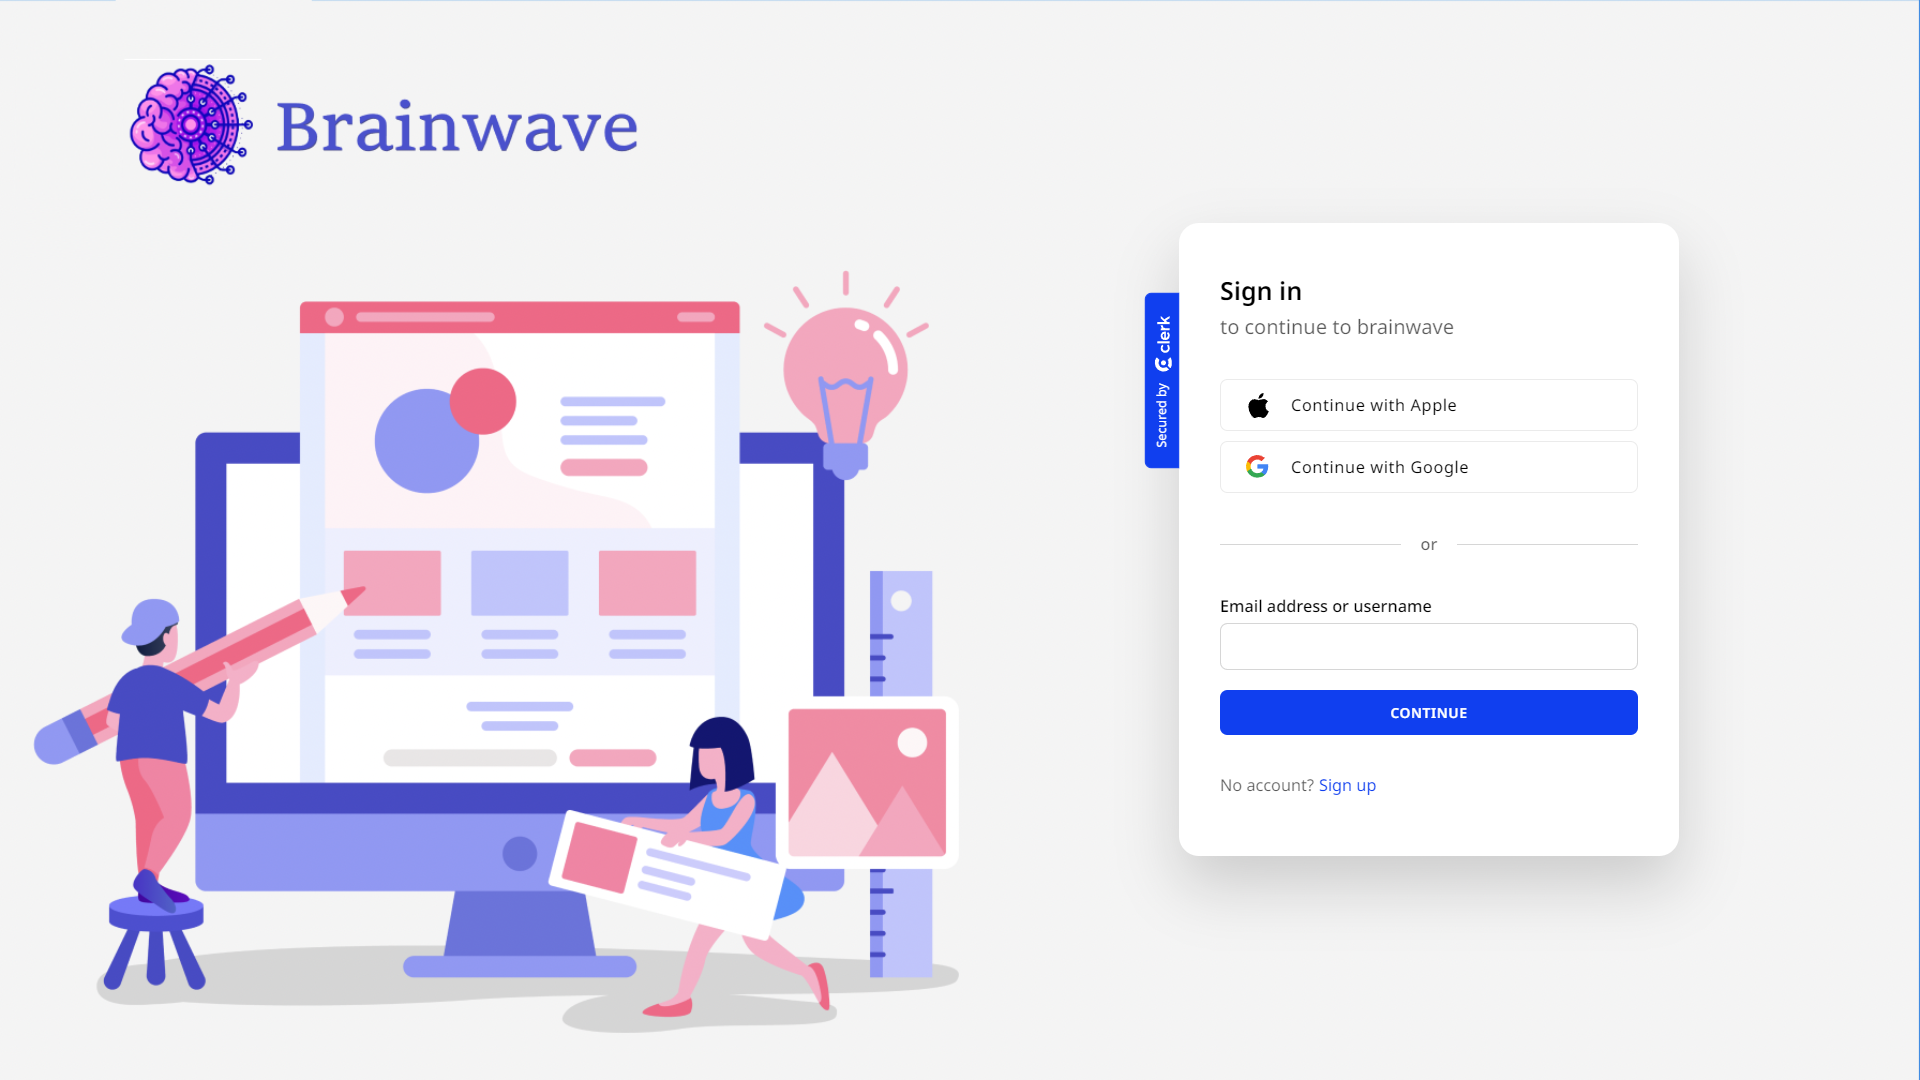 Brainwave
Secured by clerk
Sign in
to continue to brainwave
Continue with Apple
Continue with Google
or
Email address or username
CONTINUE
No account? Sign up